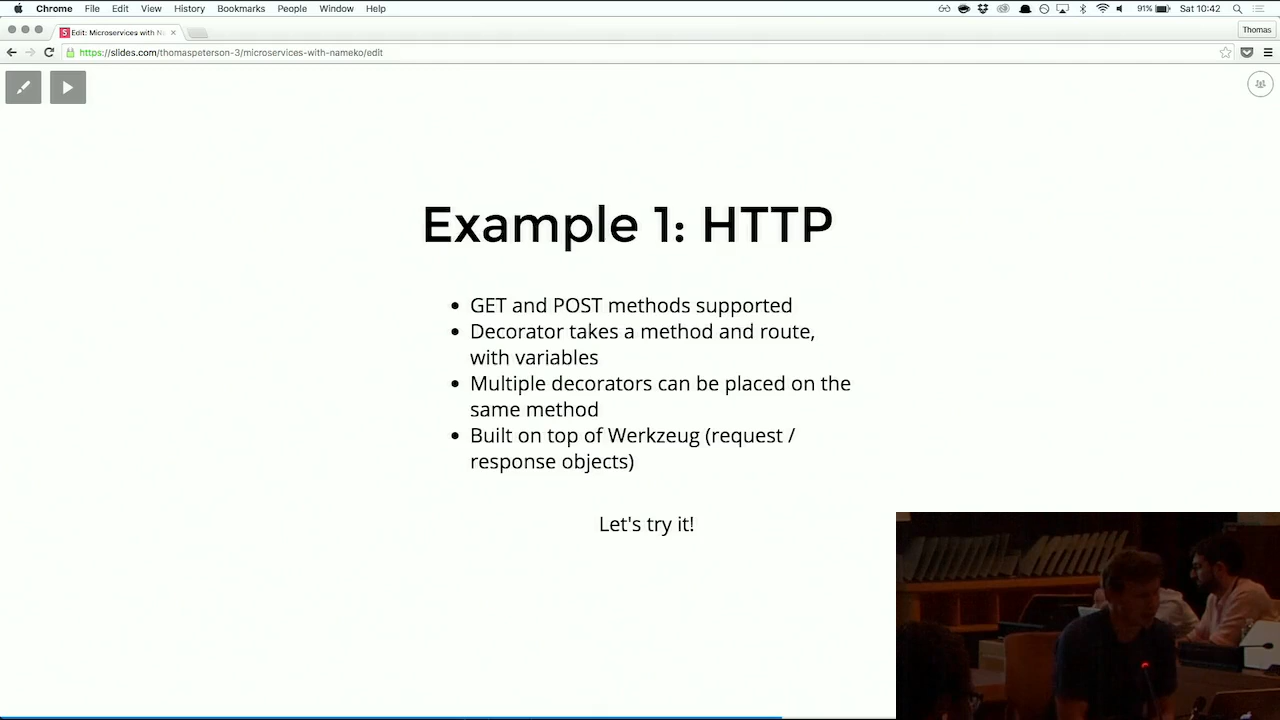 Chrome File Edit View History Bookmarks People Window Help 91% Sat 10:42
5 Edit: Microservices with N
Thomas
https://slides.com/thomaspeterson-3/microservices-with-nameko/edit
Example 1: HTTP
GET and POST methods supported
Decorator takes a method and route,
with variables
Multiple decorators can be placed on the
same method
Built on top of Werkzeug (request /
response objects)
Let's try it!